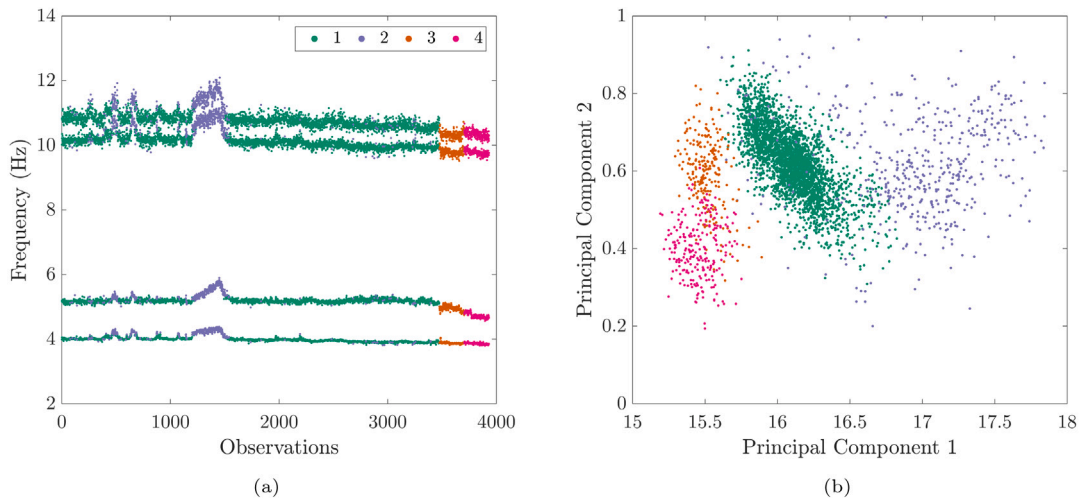 14
12
10
8
6
4
2
Frequency (Hz)
1 2 3 4
0 1000 2000 3000 4000
Observations
(a)
1
0.8
0.6
0.4
0.2
0
Principal Component 2
15 15.5 16 16.5 17 17.5 18
Principal Component 1
(b)